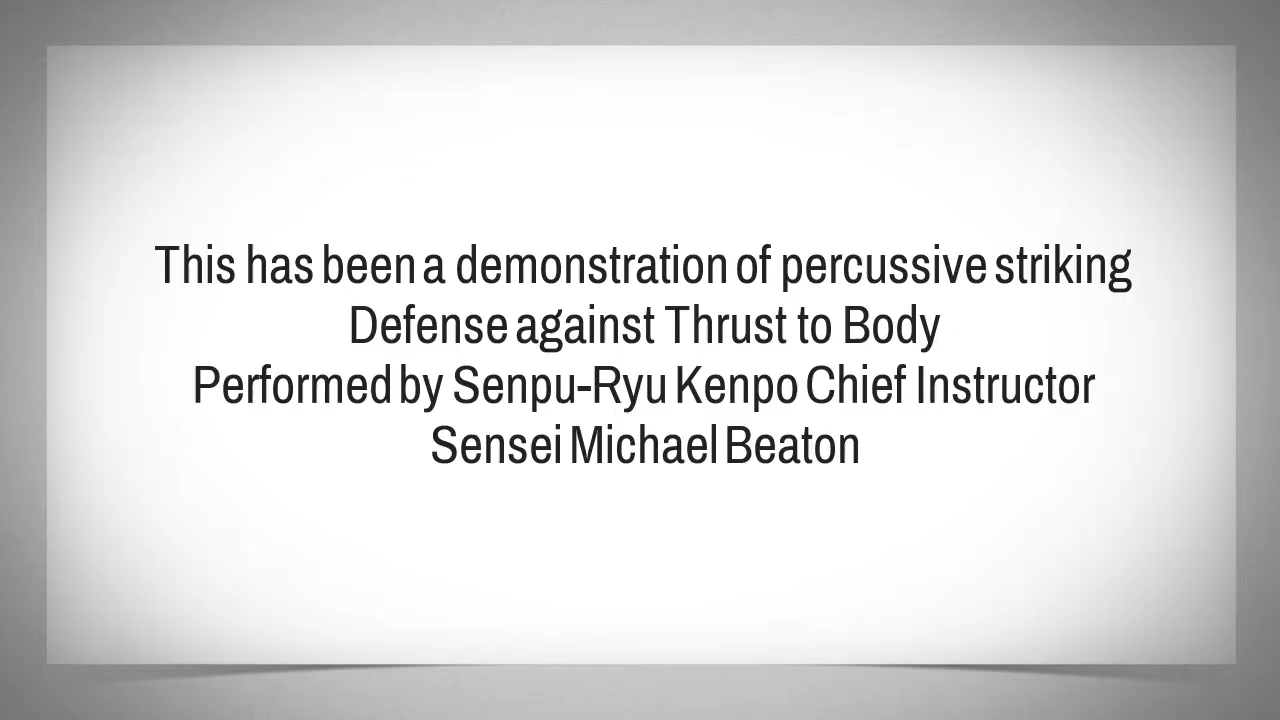 This has been a demonstration of percussive striking
Defense against Thrust to Body
Performed by Senpu-Ryu Kenpo Chief Instructor
Sensei Michael Beaton